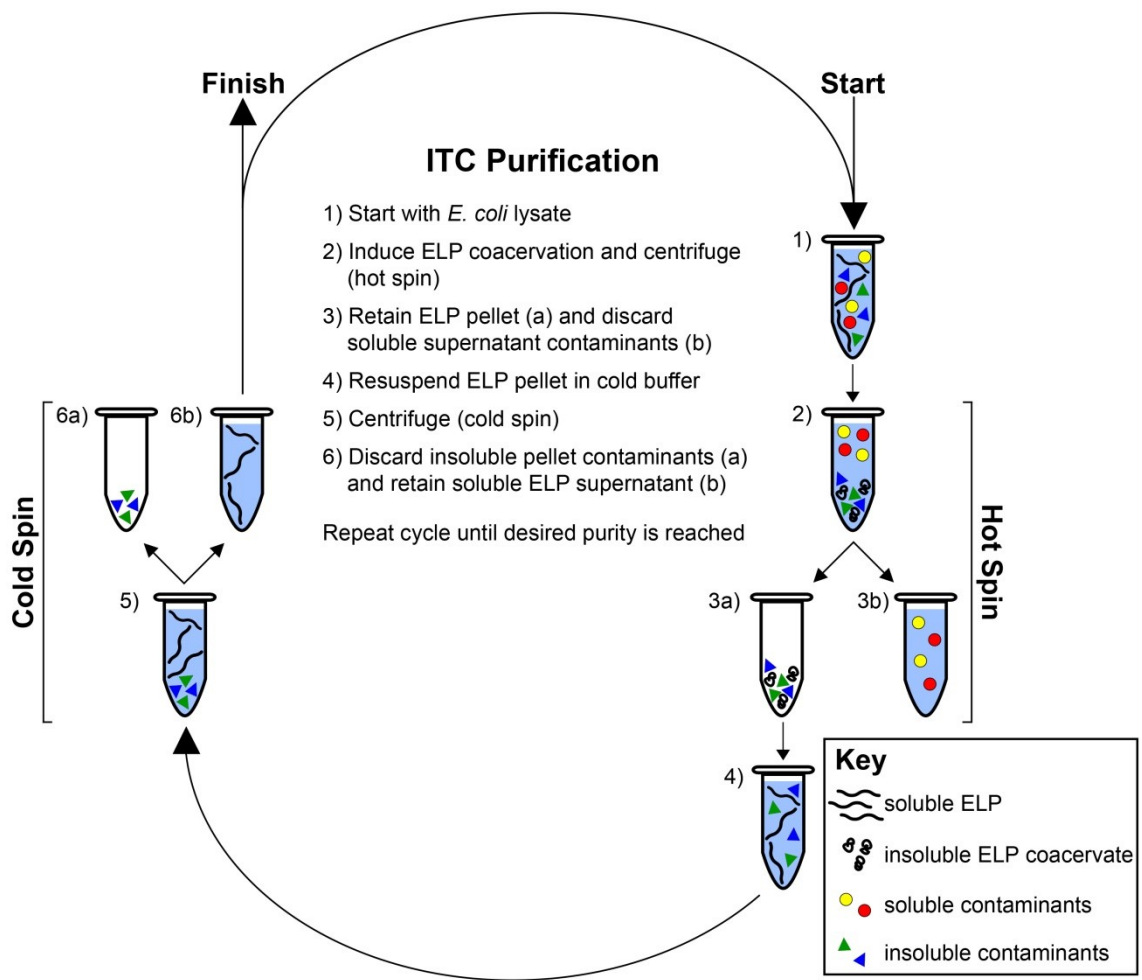 Finish
Start
ITC Purification
1) Start with E. coli lysate
2) Induce ELP coacervation and centrifuge
(hot spin)
3) Retain ELP pellet (a) and discard
soluble supernatant contaminants (b)
4) Resuspend ELP pellet in cold buffer
5) Centrifuge (cold spin)
6) Discard insoluble pellet contaminants (a)
and retain soluble ELP supernatant (b)
Repeat cycle until desired purity is reached
1)
2)
3a)
3b)
Hot Spin
4)
5)
6a)
6b)
Cold Spin
Key
soluble ELP
insoluble ELP coacervate
soluble contaminants
insoluble contaminants